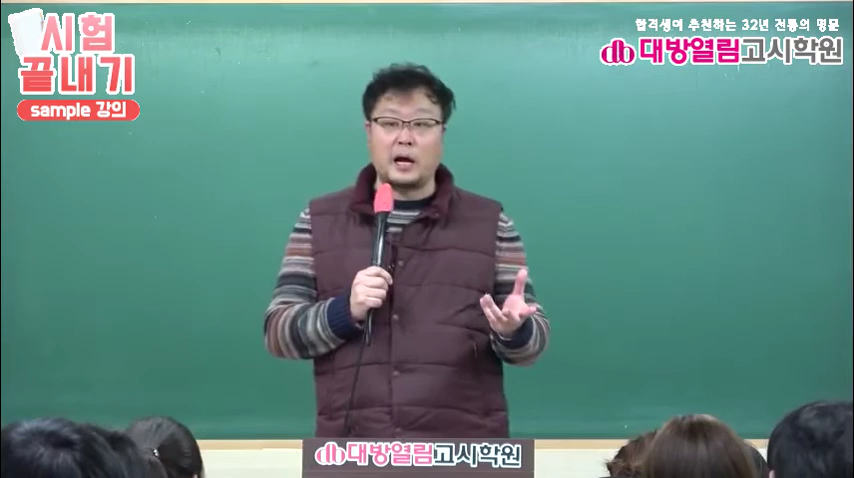 시험
끝내기
sample 강의
합격생이 추천하는 32년 전통의 명문
db 대방열림고시학원
db 대방열림고시학원